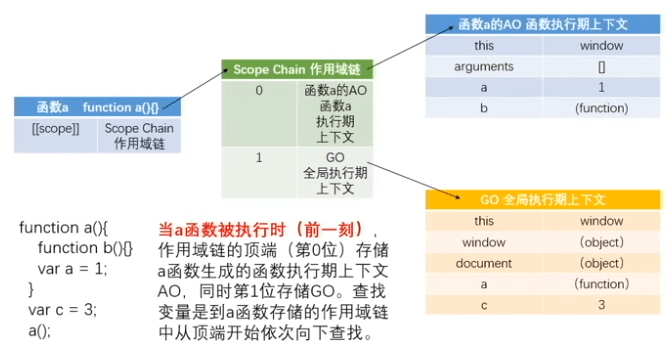 函数a的AO 函数执行期上下文
this window
arguments []
a 1
b (function)
Scope Chain 作用域链
0 函数a的AO
函数a
执行期
上下文
1 GO
全局执行期
上下文
函数a function a(){}
[[scope]] Scope Chain
作用域链
GO 全局执行期上下文
this window
window （object）
document （object）
a （function）
c 3
function a(){
function b(){}
var a = 1;
}
var c = 3;
a();
当a函数被执行时（前一刻），
作用域链的顶端（第0位）存储
a函数生成的函数执行期上下文
AO，同时第1位存储GO。查找
变量是到a函数存储的作用域链
中从顶端开始依次向下查找。